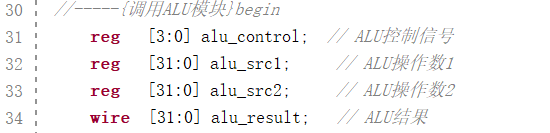 30 //-----{调用ALU模块}begin
31 reg [3:0] alu_control; // ALU控制信号
32 reg [31:0] alu_src1; // ALU操作数1
33 reg [31:0] alu_src2; // ALU操作数2
34 wire [31:0] alu_result; // ALU结果